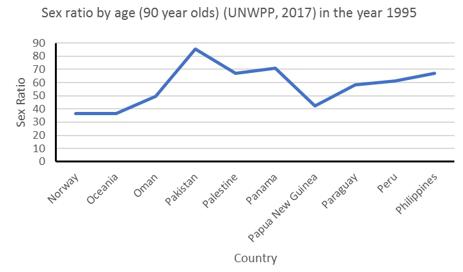 Sex ratio by age (90 year olds) (UNWPP, 2017) in the year 1995
90
80
70
60
50
40
30
20
10
0
Sex Ratio
Norway
Oceania
Oman
Pakistan
Palestine
Panama
Papua New Guinea
Paraguay
Peru
Philippines
Country